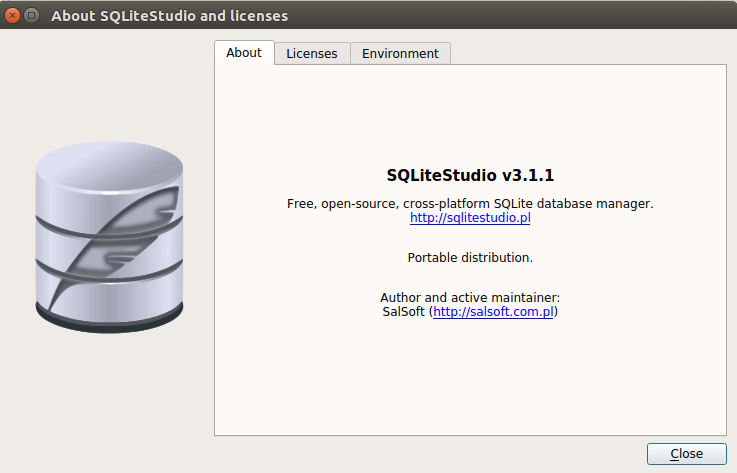 About SQLiteStudio and licenses
About
Licenses
Environment
SQLiteStudio v3.1.1
Free, open-source, cross-platform SQLite database manager.
http://sqlitestudio.pl
Portable distribution.
Author and active maintainer:
SalSoft (http://salsoft.com.pl)
Close